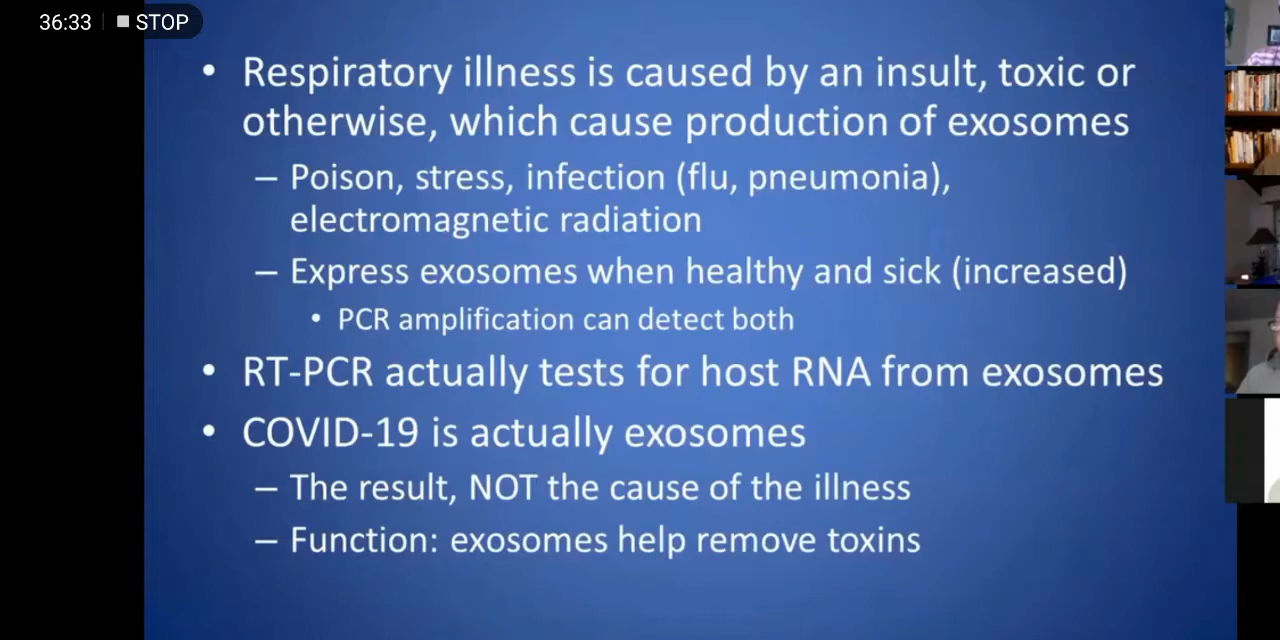 36:33 STOP
• Respiratory illness is caused by an insult, toxic or
otherwise, which cause production of exosomes
– Poison, stress, infection (flu, pneumonia),
electromagnetic radiation
– Express exosomes when healthy and sick (increased)
• PCR amplification can detect both
• RT-PCR actually tests for host RNA from exosomes
• COVID-19 is actually exosomes
– The result, NOT the cause of the illness
– Function: exosomes help remove toxins